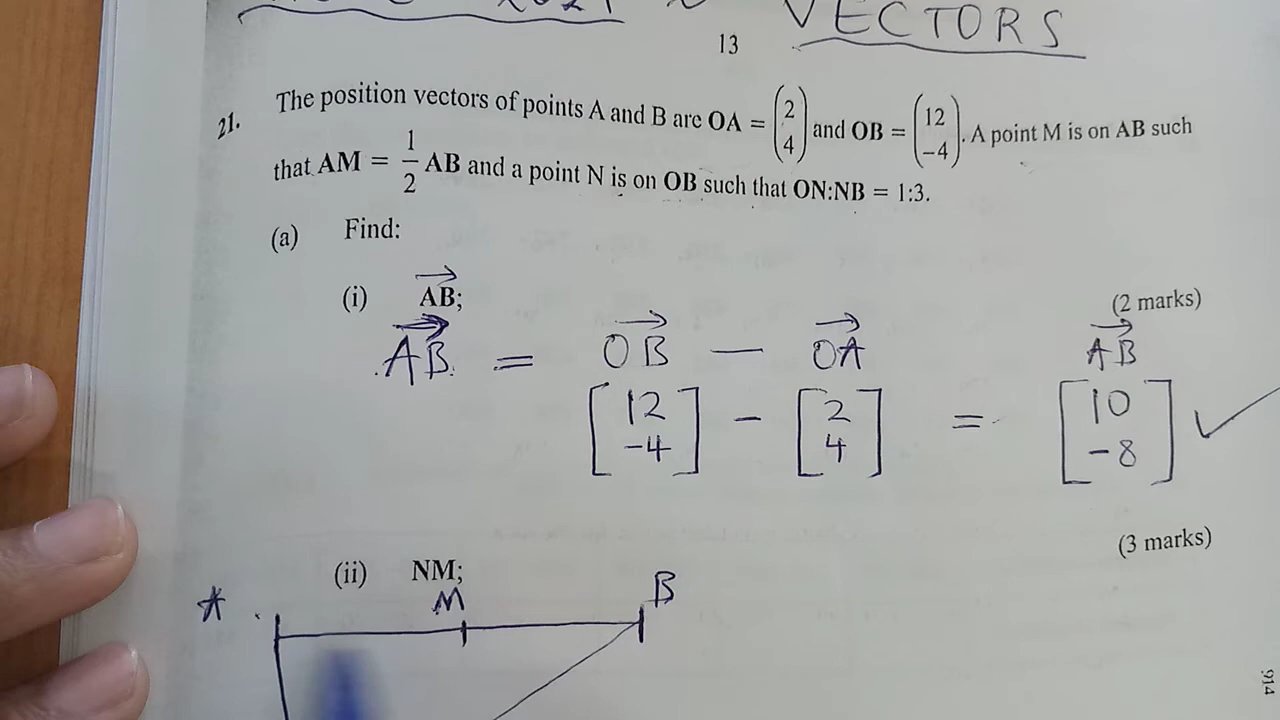 2021
VECTORS
13
21. The position vectors of points A and B are OA = (2 4) and OB = (12 -4). A point M is on AB such
that AM = 1/2 AB and a point N is on OB such that ON:NB = 1:3.
(a) Find:
(i) AB; (2 marks)
AB = OB - OA AB
[12 -4] - [2 4] = [10 -8] ✓
(3 marks)
(ii) NM;
A M B
914